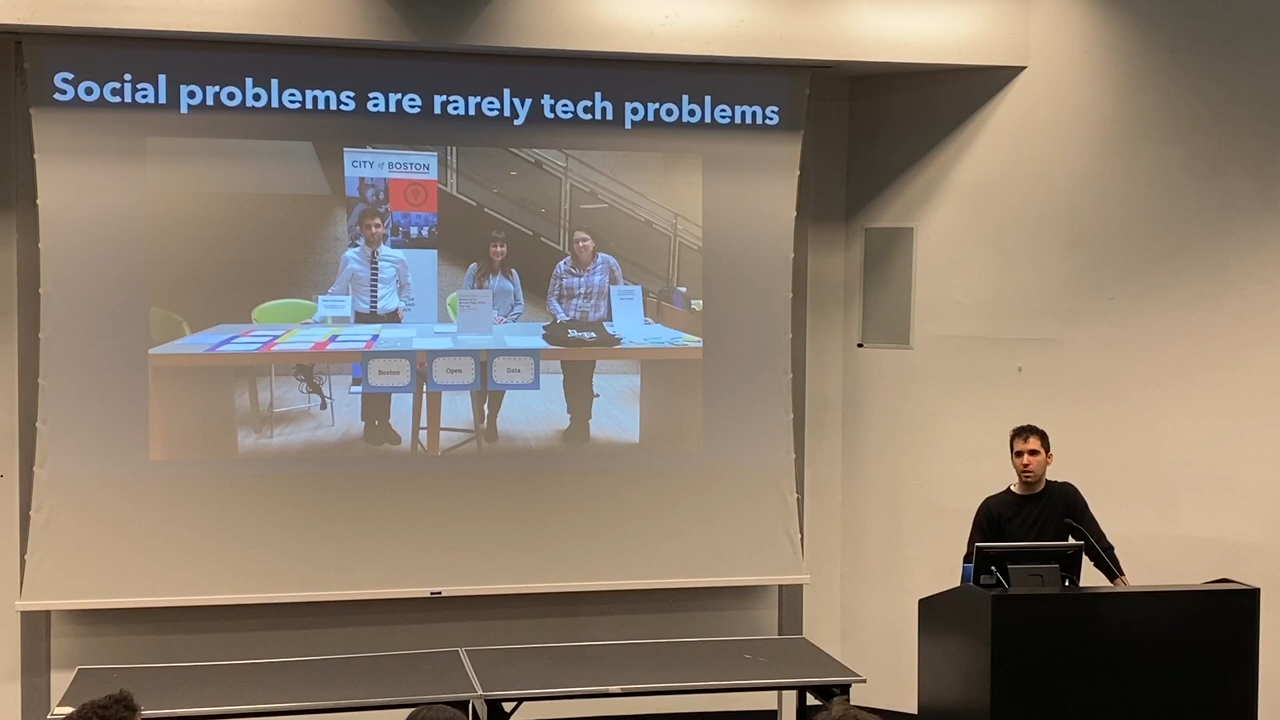 Social problems are rarely tech problems
CITY of BOSTON
Boston
Open
Data